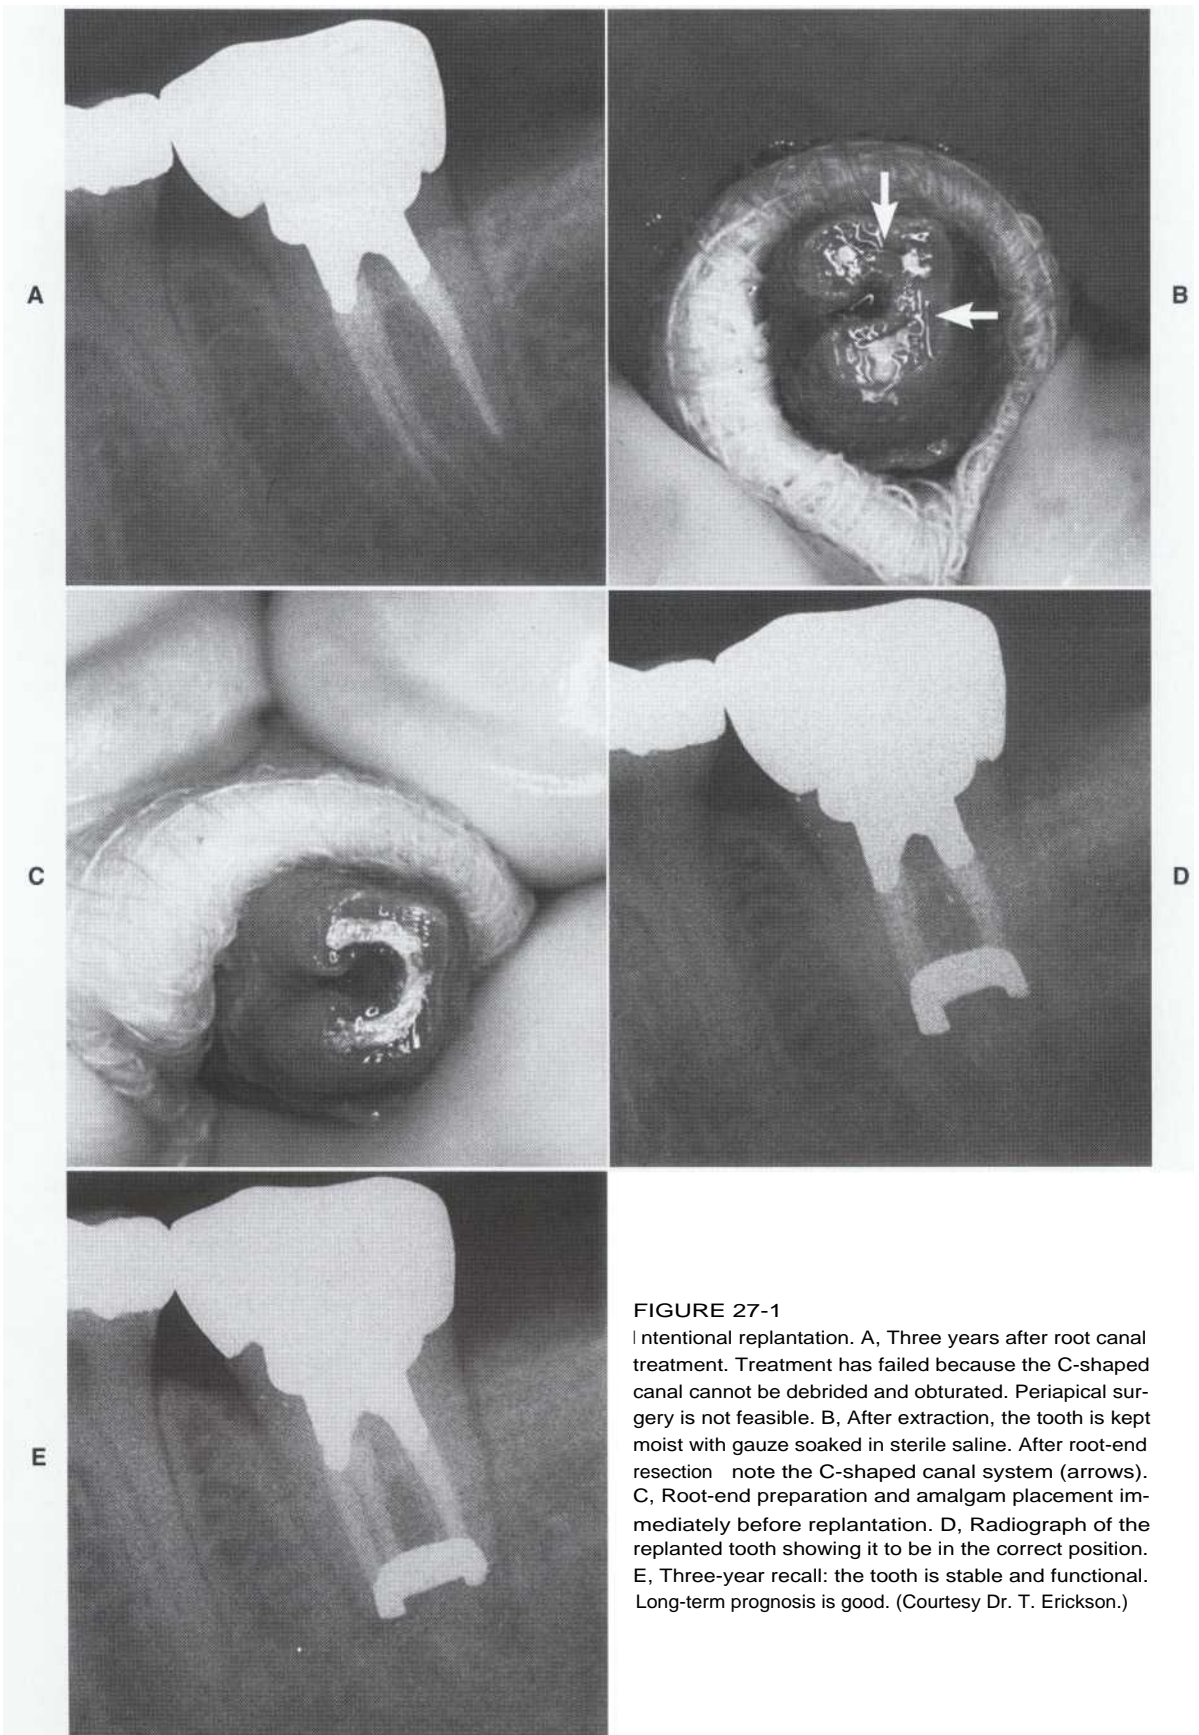 A
B
C
D
E
FIGURE 27-1
Intentional replantation. A, Three years after root canal
treatment. Treatment has failed because the C-shaped
canal cannot be debrided and obturated. Periapical sur-
gery is not feasible. B, After extraction, the tooth is kept
moist with gauze soaked in sterile saline. After root-end
resection note the C-shaped canal system (arrows).
C, Root-end preparation and amalgam placement im-
mediately before replantation. D, Radiograph of the
replanted tooth showing it to be in the correct position.
E, Three-year recall: the tooth is stable and functional.
Long-term prognosis is good. (Courtesy Dr. T. Erickson.)